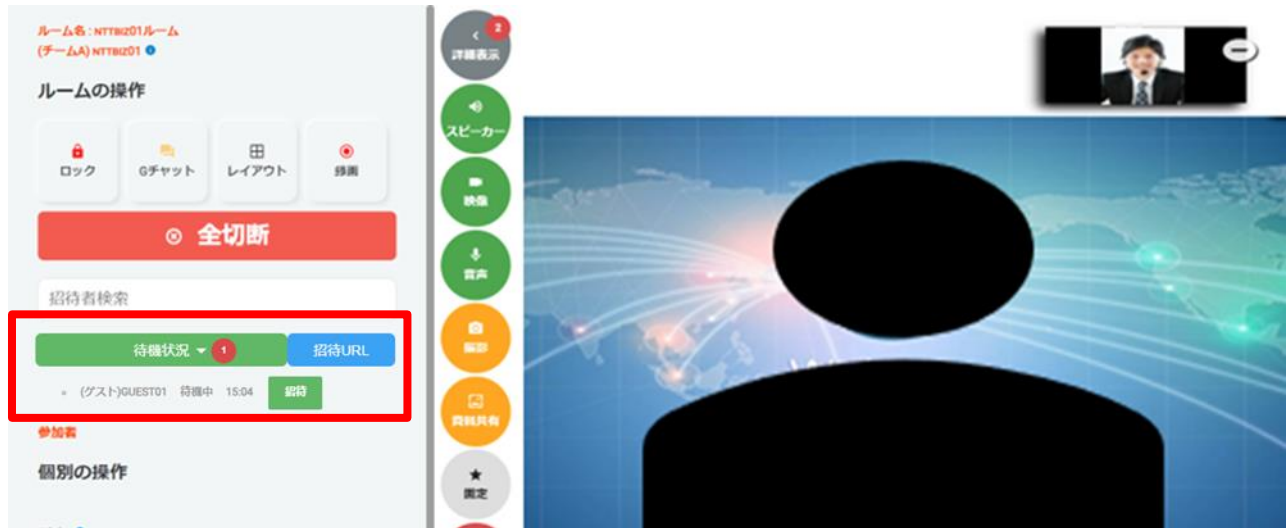 ルーム名 : NTTBIZ01ルーム
(チームA) NTTBIZ01
ルームの操作
ロック
Gチャット
レイアウト
録画
全切断
招待者検索
待機状況 1
招待URL
(ゲスト)GUEST01 待機中 15:04 招待
参加者
個別の操作
2
詳細表示
スピーカー
映像
音声
撮影
資料共有
固定